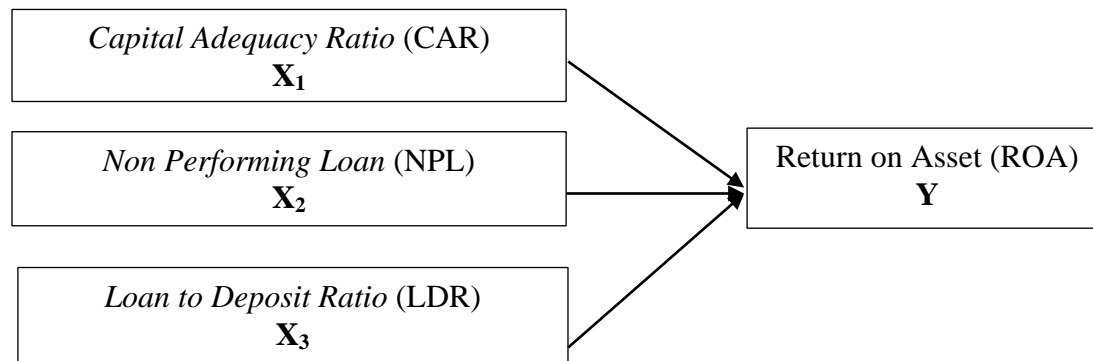 Capital Adequacy Ratio (CAR)
X1
Non Performing Loan (NPL)
X2
Return on Asset (ROA)
Y
Loan to Deposit Ratio (LDR)
X3